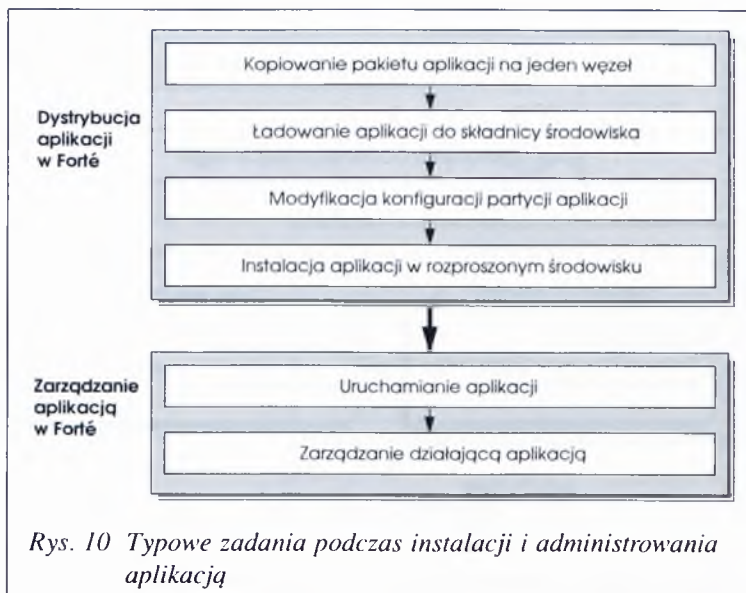 Dystrybucja
aplikacji
w Forté
Kopiowanie pakietu aplikacji na jeden węzeł
Ładowanie aplikacji do składnicy środowiska
Modyfikacja konfiguracji partycji aplikacji
Instalacja aplikacji w rozproszonym środowisku
Zarządzanie
aplikacją
w Forté
Uruchamianie aplikacji
Zarządzanie działającą aplikacją
Rys. 10 Typowe zadania podczas instalacji i administrowania
aplikacją